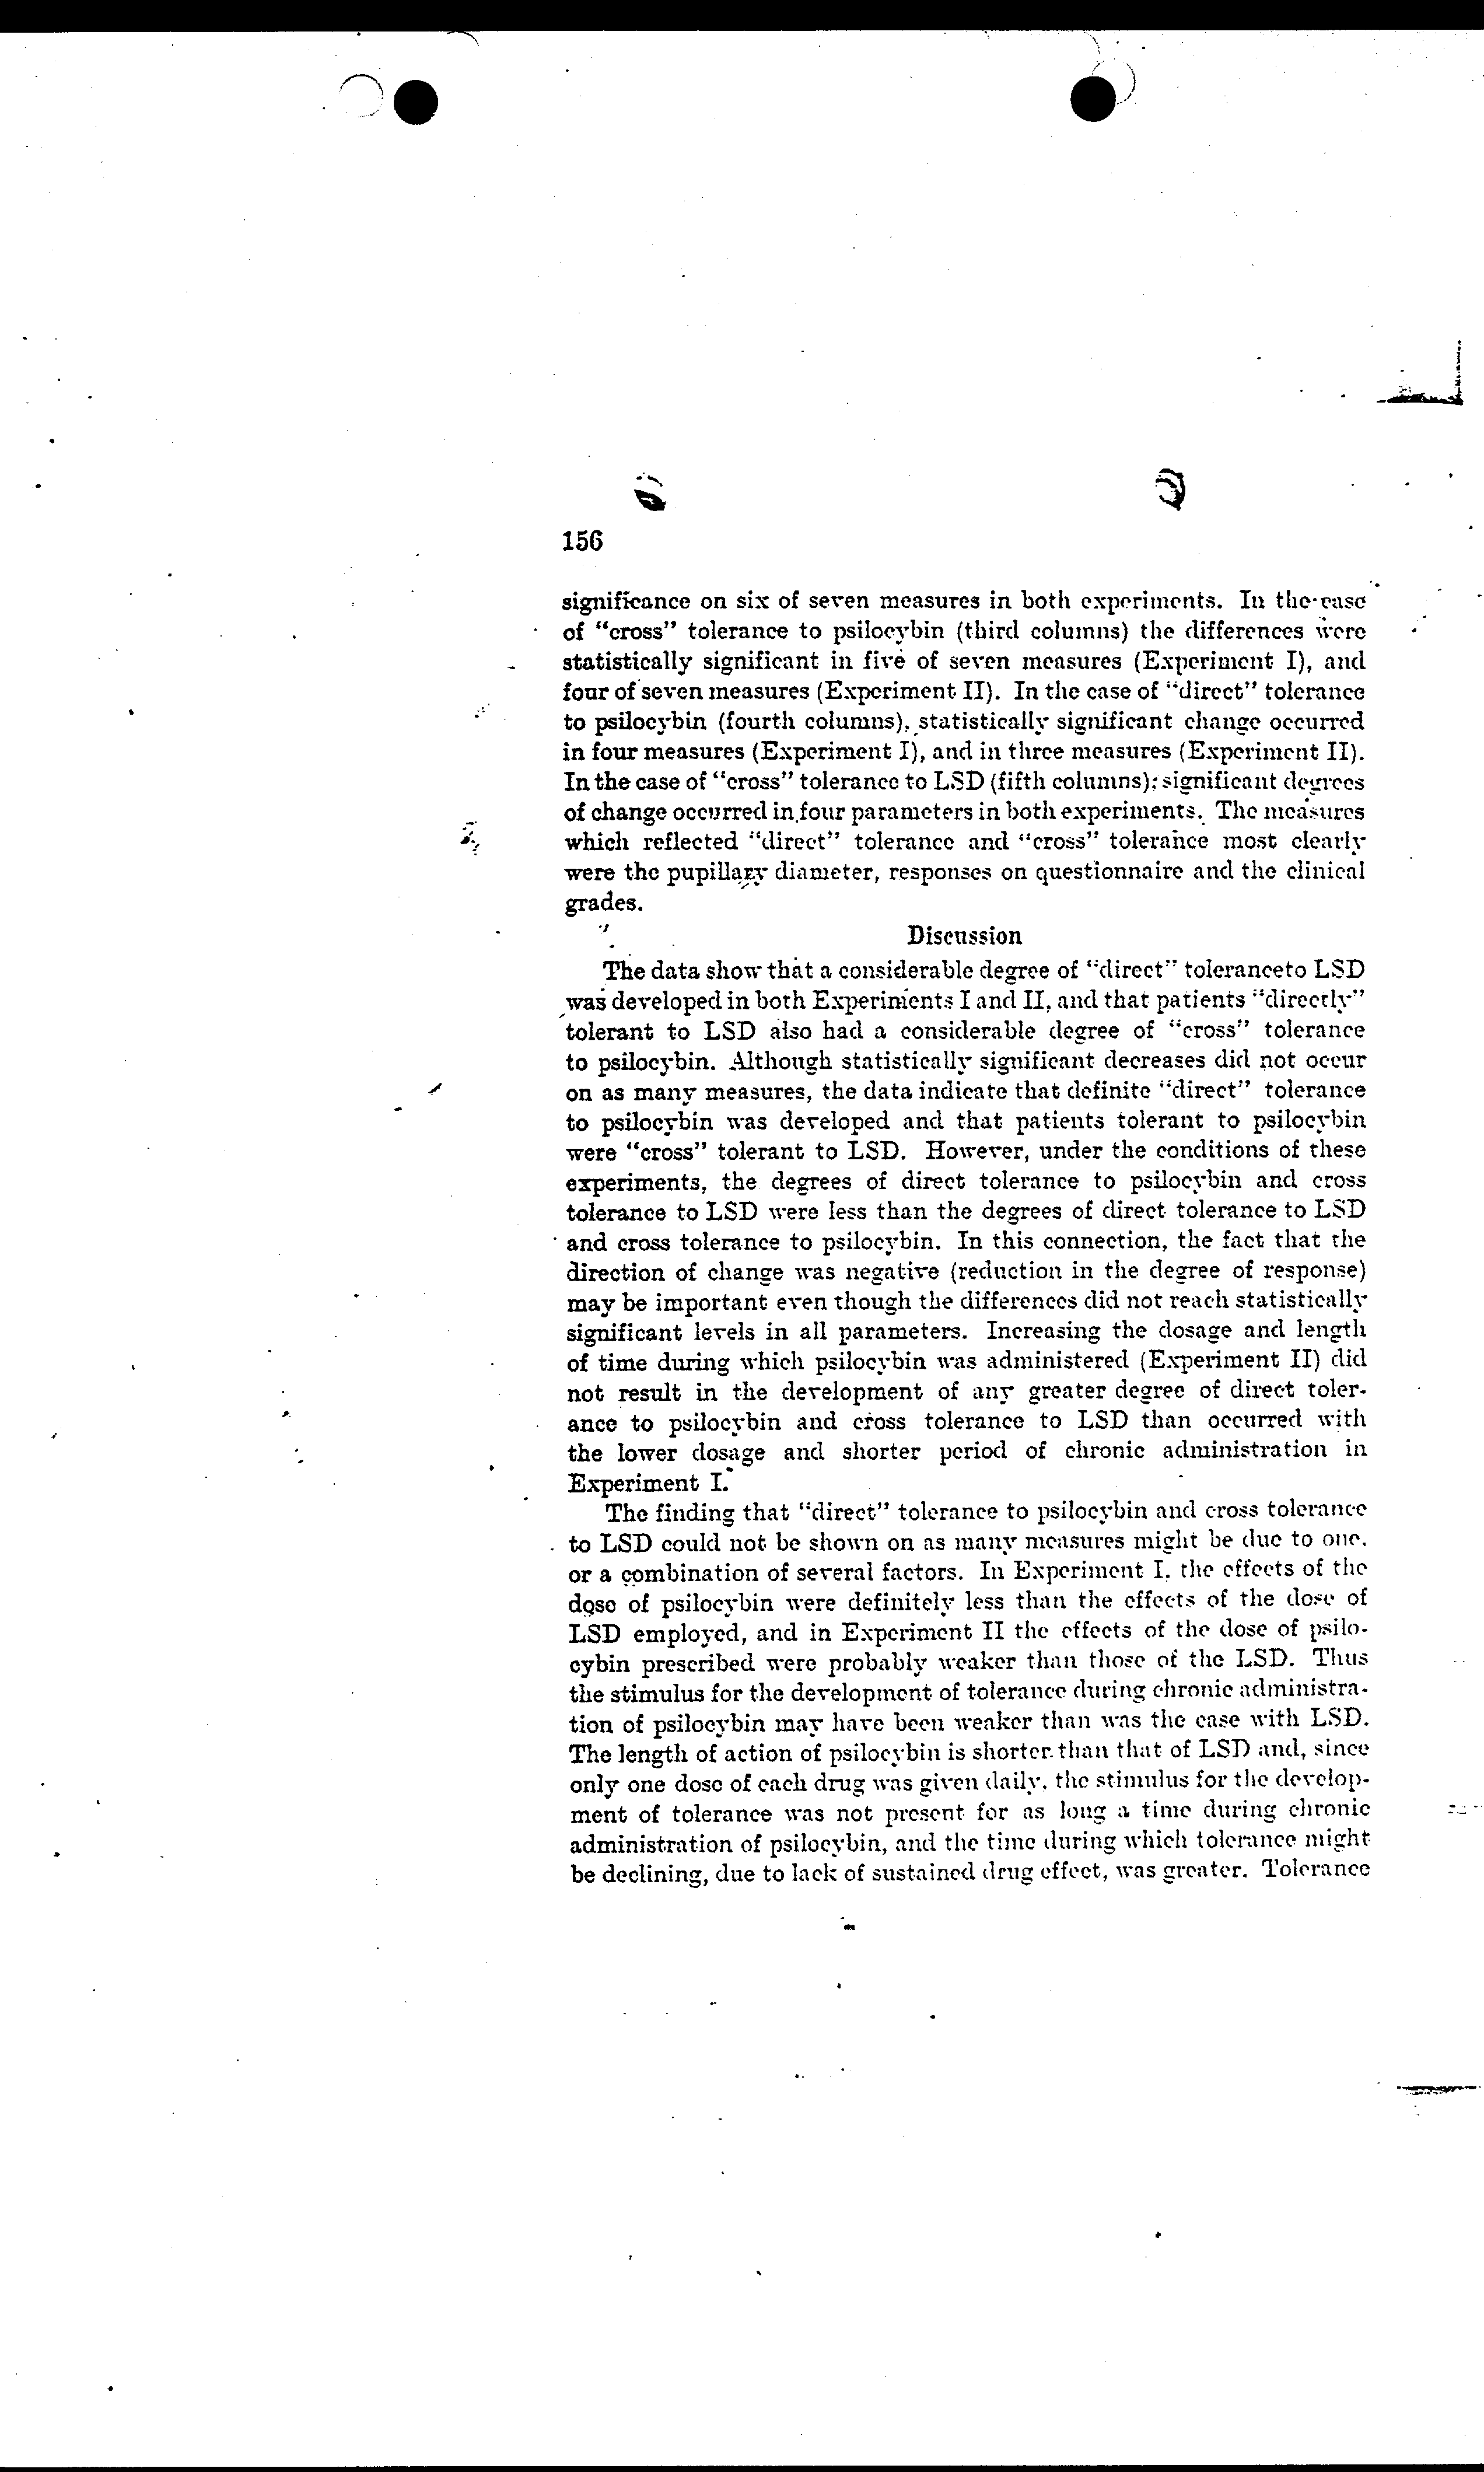 156
significance on six of seven measures in both experiments. In the case
of "cross" tolerance to psilocybin (third columns) the differences were
statistically significant in five of seven measures (Experiment I), and
four of seven measures (Experiment II). In the case of "direct" tolerance
to psilocybin (fourth columns), statistically significant change occurred
in four measures (Experiment I), and in three measures (Experiment II).
In the case of "cross" tolerance to LSD (fifth columns); significant degrees
of change occurred in four parameters in both experiments. The measures
which reflected "direct" tolerance and "cross" tolerance most clearly
were the pupillary diameter, responses on questionnaire and the clinical
grades.
Discussion
The data show that a considerable degree of "direct" toleranceto LSD
was developed in both Experiments I and II, and that patients "directly"
tolerant to LSD also had a considerable degree of "cross" tolerance
to psilocybin. Although statistically significant decreases did not occur
on as many measures, the data indicate that definite "direct" tolerance
to psilocybin was developed and that patients tolerant to psilocybin
were "cross" tolerant to LSD. However, under the conditions of these
experiments, the degrees of direct tolerance to psilocybin and cross
tolerance to LSD were less than the degrees of direct tolerance to LSD
and cross tolerance to psilocybin. In this connection, the fact that the
direction of change was negative (reduction in the degree of response)
may be important even though the differences did not reach statistically
significant levels in all parameters. Increasing the dosage and length
of time during which psilocybin was administered (Experiment II) did
not result in the development of any greater degree of direct toler-
ance to psilocybin and cross tolerance to LSD than occurred with
the lower dosage and shorter period of chronic administration in
Experiment I.
The finding that "direct" tolerance to psilocybin and cross tolerance
to LSD could not be shown on as many measures might be due to one,
or a combination of several factors. In Experiment I, the effects of the
dose of psilocybin were definitely less than the effects of the dose of
LSD employed, and in Experiment II the effects of the dose of psilo-
cybin prescribed were probably weaker than those of the LSD. Thus
the stimulus for the development of tolerance during chronic administra-
tion of psilocybin may have been weaker than was the case with LSD.
The length of action of psilocybin is shorter than that of LSD and, since
only one dose of each drug was given daily, the stimulus for the develop-
ment of tolerance was not present for as long a time during chronic
administration of psilocybin, and the time during which tolerance might
be declining, due to lack of sustained drug effect, was greater. Tolerance